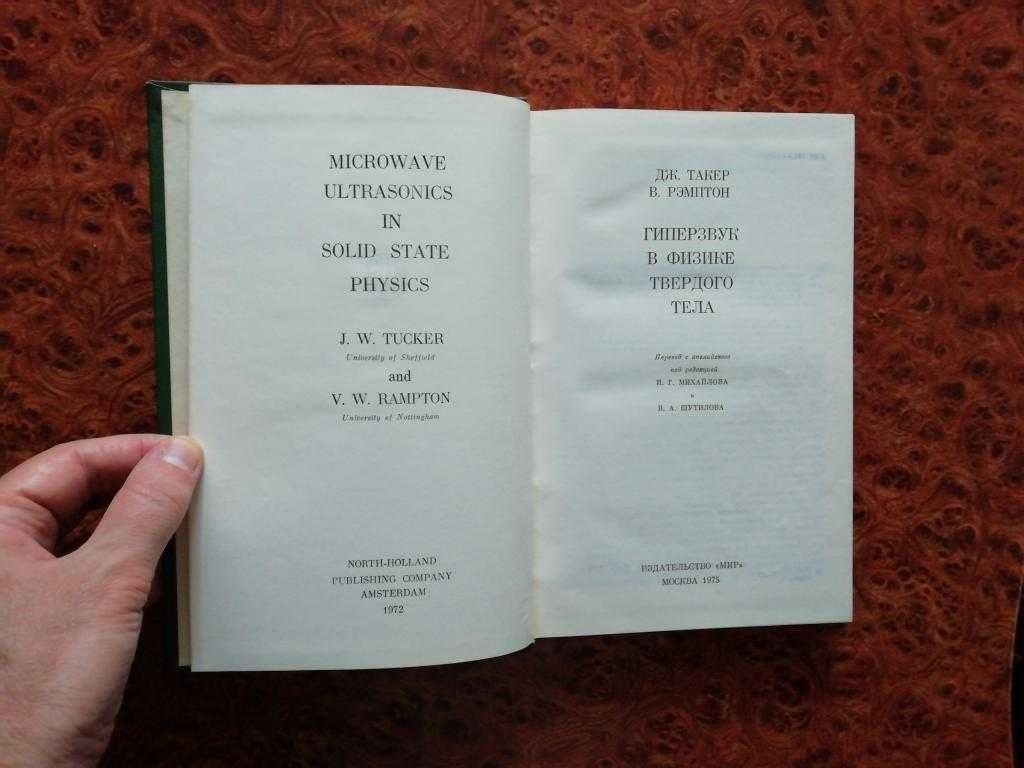 MICROWAVE
ULTRASONICS
IN
SOLID STATE
PHYSICS
J. W. TUCKER
University of Sheffield
and
V. W. RAMPTON
University of Nottingham
NORTH-HOLLAND
PUBLISHING COMPANY
AMSTERDAM
1972
ДЖ. ТАКЕР
В. РЭМПТОН
ГИПЕРЗВУК
В ФИЗИКЕ
ТВЕРДОГО
ТЕЛА
Перевод с английского
под редакцией
И. Г. МИХАЙЛОВА
и
В. А. ШУТИЛОВА
ИЗДАТЕЛЬСТВО «МИР»
МОСКВА 1975